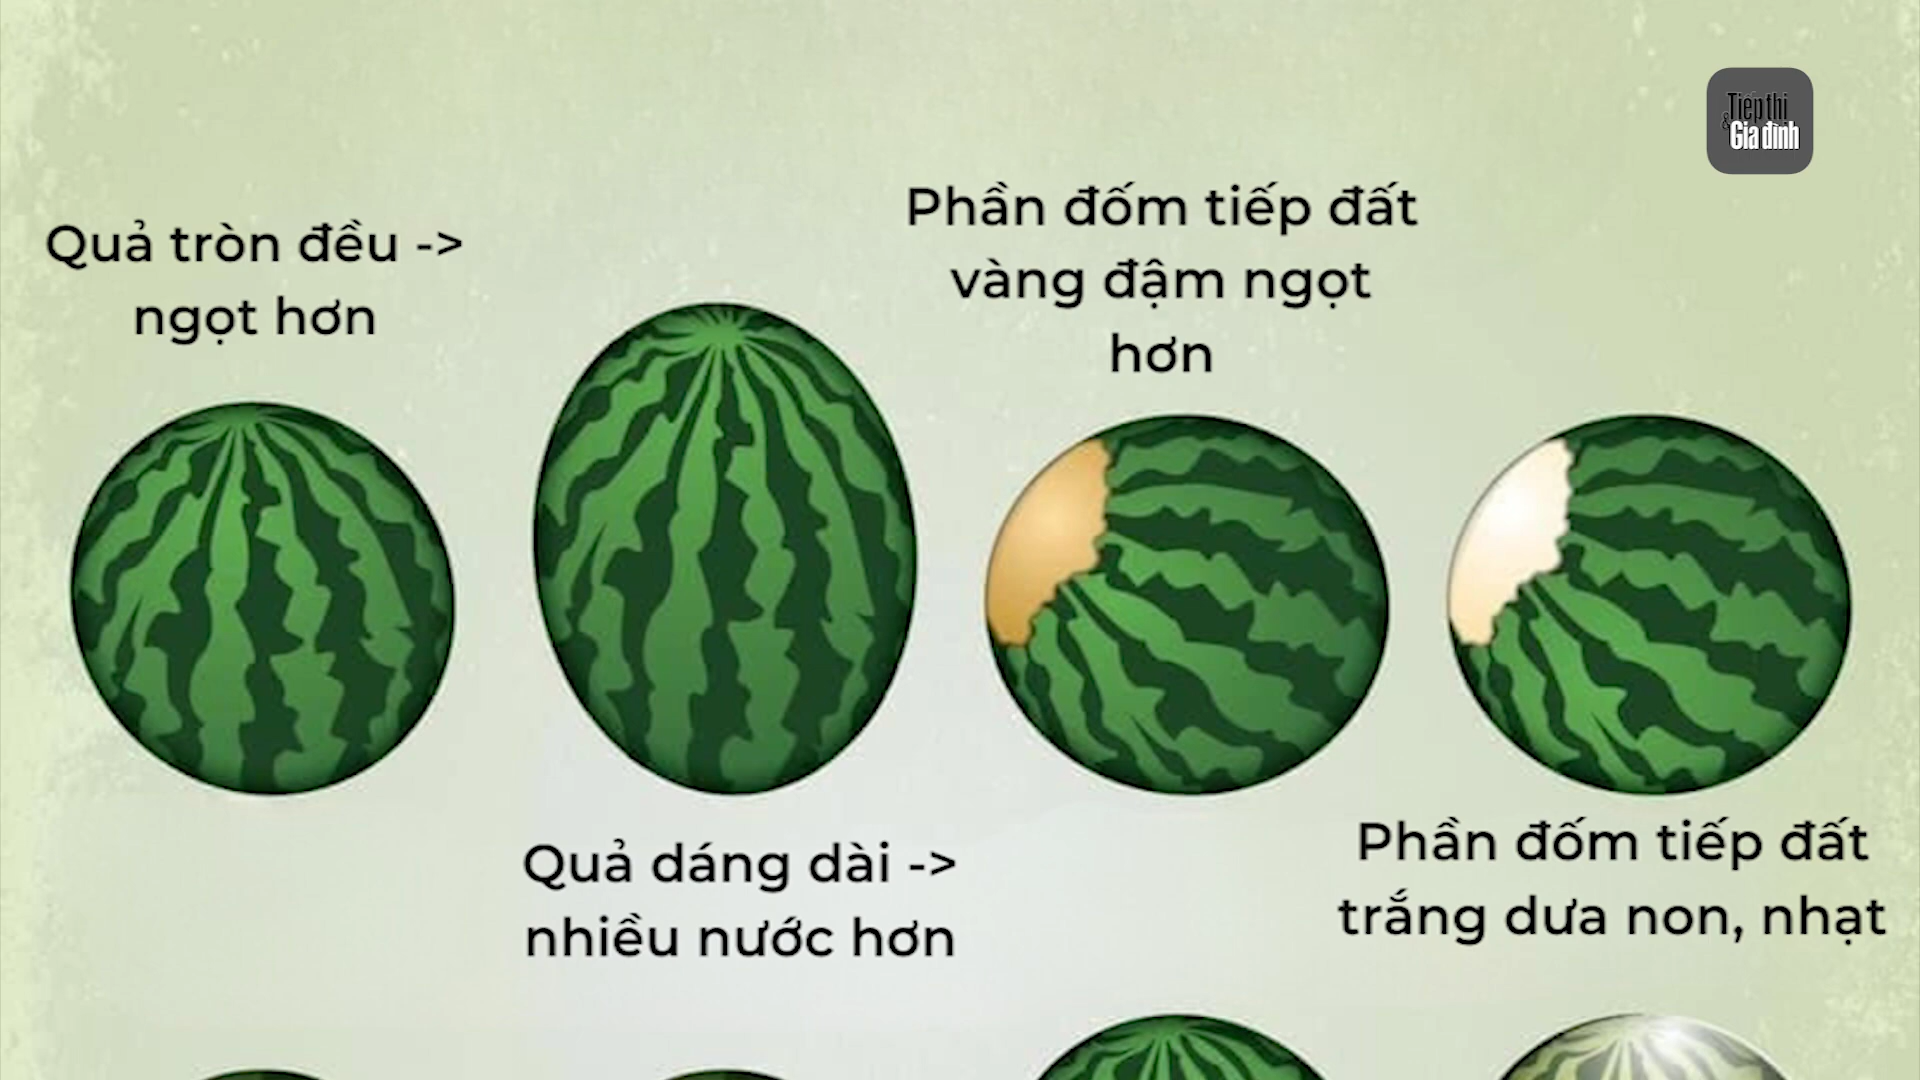 Tiếp thị
& Gia đình
Quả tròn đều ->
ngọt hơn
Phần đốm tiếp đất
vàng đậm ngọt
hơn
Quả dáng dài ->
nhiều nước hơn
Phần đốm tiếp đất
trắng dưa non, nhạt